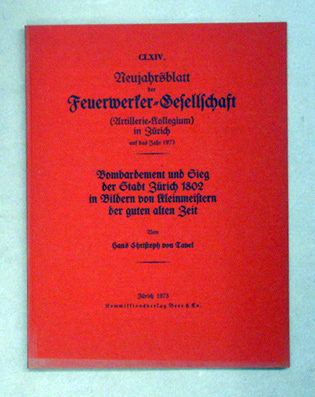 CLXIV.
Neujahrsblatt
der
Feuerwerker-Gesellschaft
(Artillerie-Kollegium)
in Zürich
auf das Jahr 1973
Bombardement und Sieg
der Stadt Zürich 1802
in Bildern von Kleinmeistern
der guten alten Zeit
Von
Hans Christoph von Tavel
Zürich 1973
Kommissionsverlag Beer & Co.